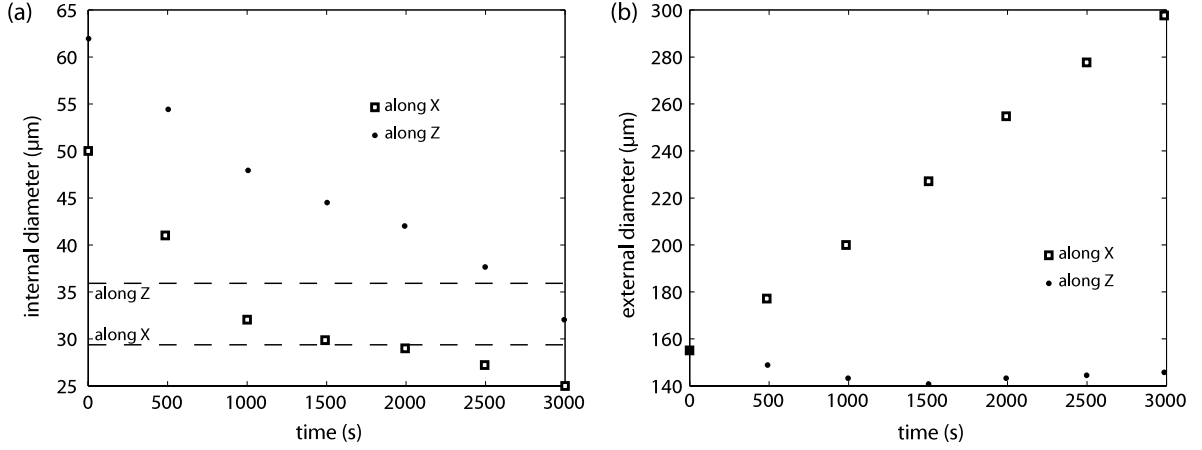 (a)
65
60
55
50
45
40
35
30
25
internal diameter (μm)
along X
along Z
along Z
along X
0 500 1000 1500 2000 2500 3000
time (s)
(b)
300
280
260
240
220
200
180
160
140
external diameter (μm)
along X
along Z
0 500 1000 1500 2000 2500 3000
time (s)